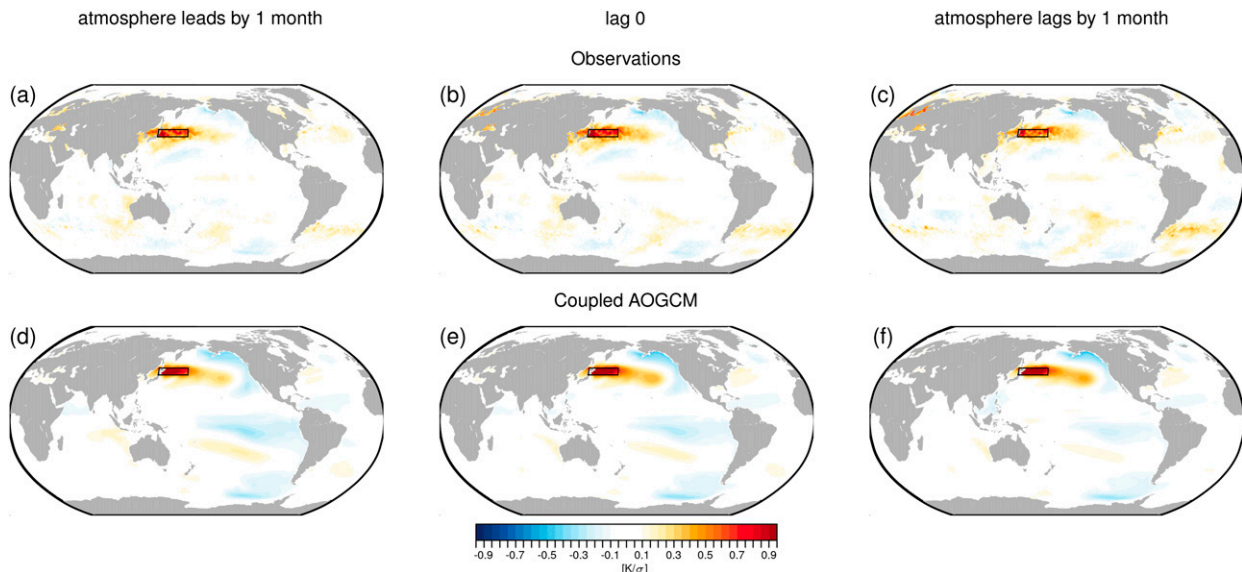 atmosphere leads by 1 month
lag 0
atmosphere lags by 1 month
Observations
(a)
(b)
(c)
Coupled AOGCM
(d)
(e)
(f)
-0.9 -0.7 -0.5 -0.3 -0.1 0.1 0.3 0.5 0.7 0.9
[K/σ]